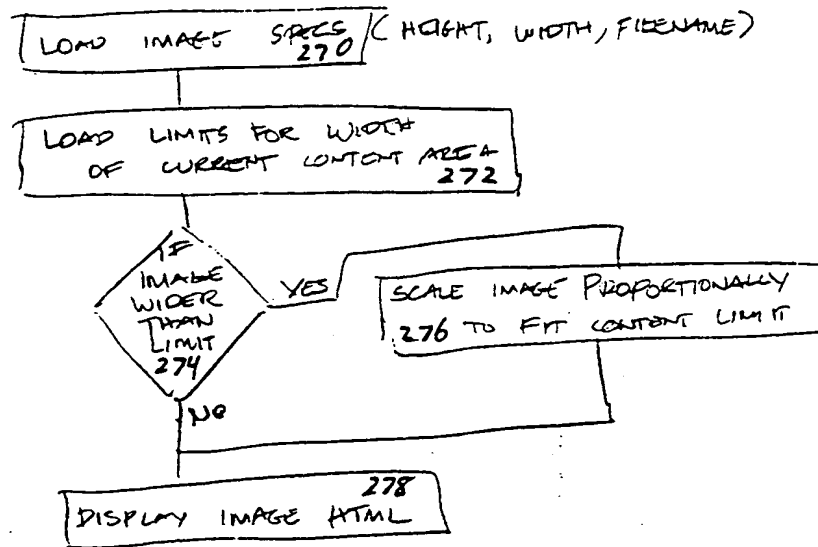 LOAD IMAGE SPECS (HEIGHT, WIDTH, FILENAME)
270
LOAD LIMITS FOR WIDTH
OF CURRENT CONTENT AREA
272
IF
IMAGE
WIDER
THAN
LIMIT
274
YES
SCALE IMAGE PROPORTIONALLY
276 TO FIT CONTENT LIMIT
NO
278
DISPLAY IMAGE HTML